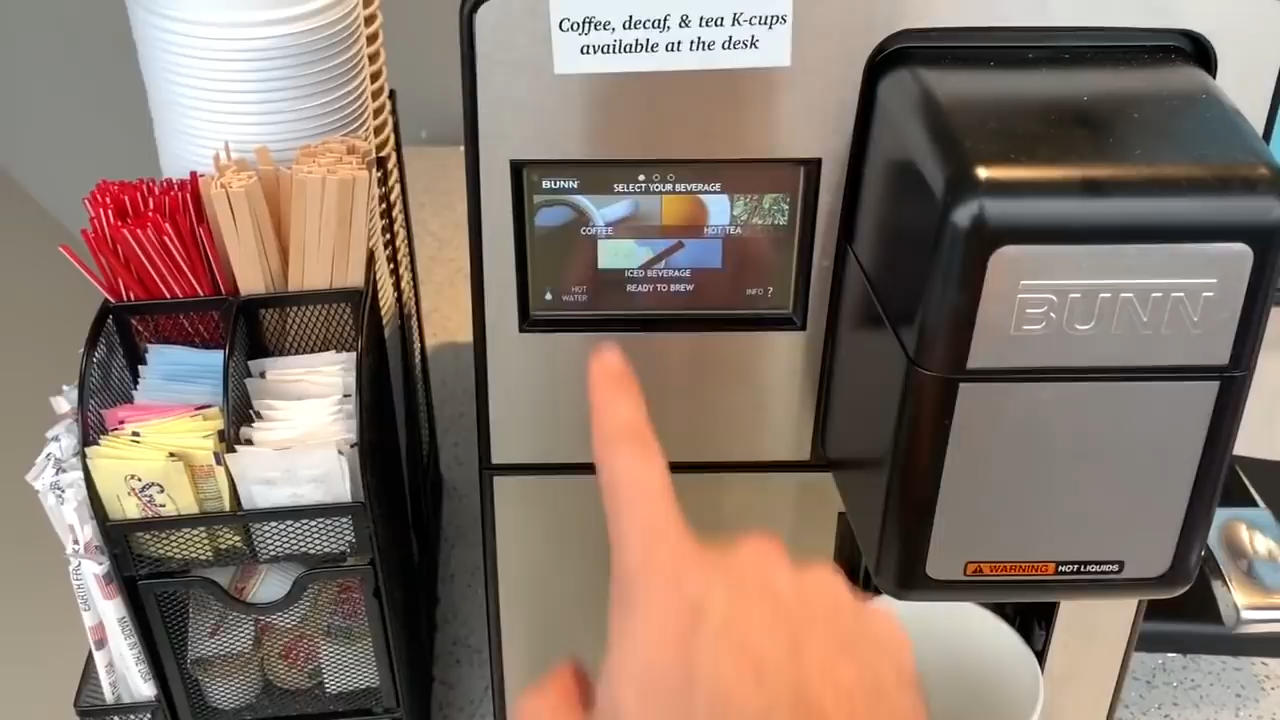 Coffee, decaf, & tea K-cups
available at the desk
BUNN
SELECT YOUR BEVERAGE
COFFEE
HOT TEA
ICED BEVERAGE
READY TO BREW
HOT
WATER
INFO ?
BUNN
WARNING HOT LIQUIDS
MADE IN THE USA